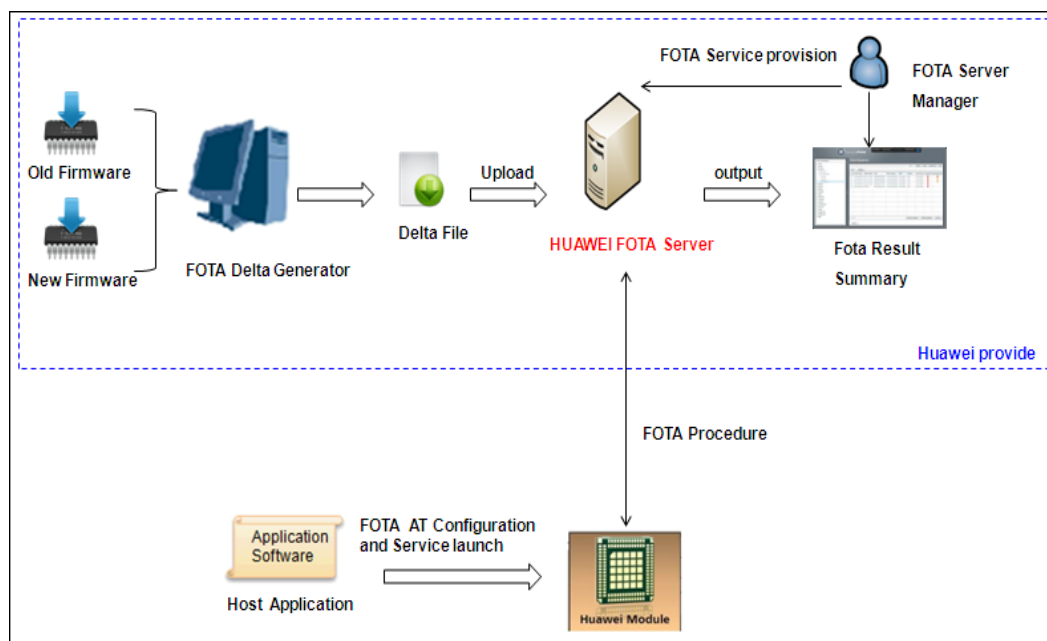 FOTA Service provision
FOTA Server
Manager
Old Firmware
Upload
output
Delta File
HUAWEI FOTA Server
Fota Result
Summary
FOTA Delta Generator
New Firmware
Huawei provide
FOTA Procedure
FOTA AT Configuration
and Service launch
Application
Software
Host Application
Huawei Module